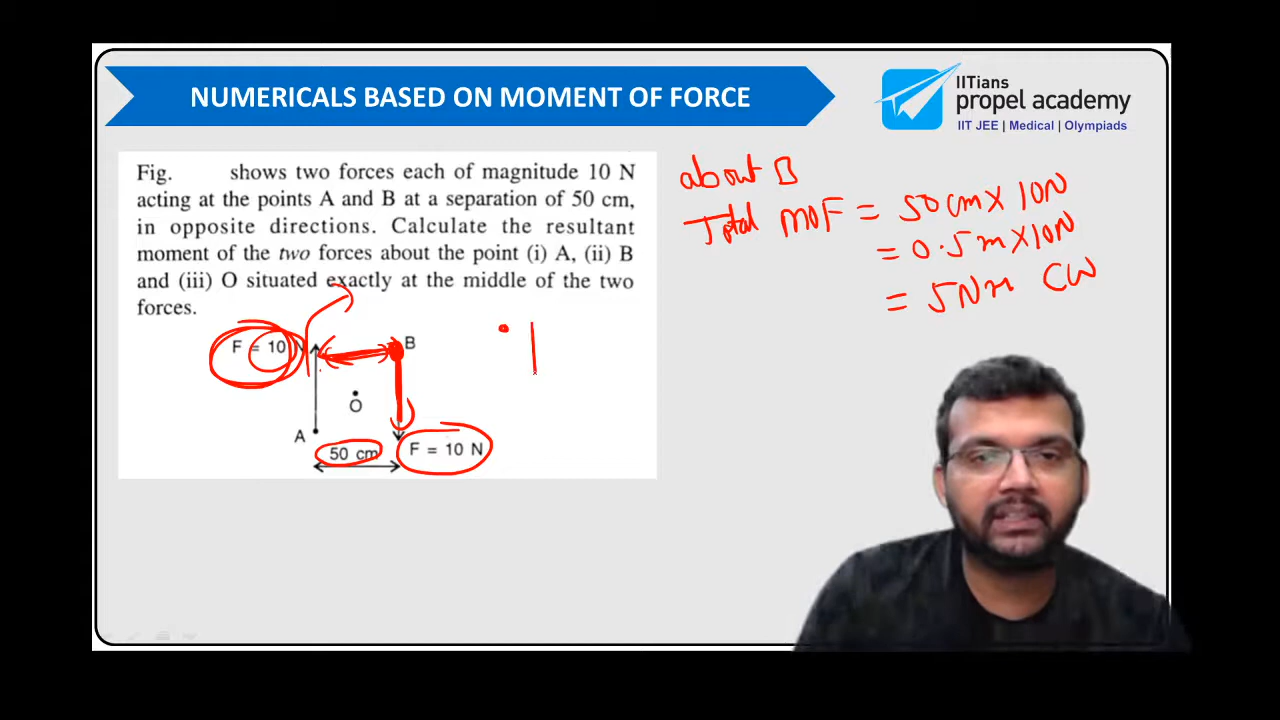 NUMERICALS BASED ON MOMENT OF FORCE
IITians
propel academy
IIT JEE | Medical | Olympiads
Fig. shows two forces each of magnitude 10 N
acting at the points A and B at a separation of 50 cm,
in opposite directions. Calculate the resultant
moment of the two forces about the point (i) A, (ii) B
and (iii) O situated exactly at the middle of the two
forces.
F = 10 N
B
O
A
50 cm
F = 10 N
about B
Total MOF = 50 cm X 10N
= 0.5 m X 10N
= 5Nm CW